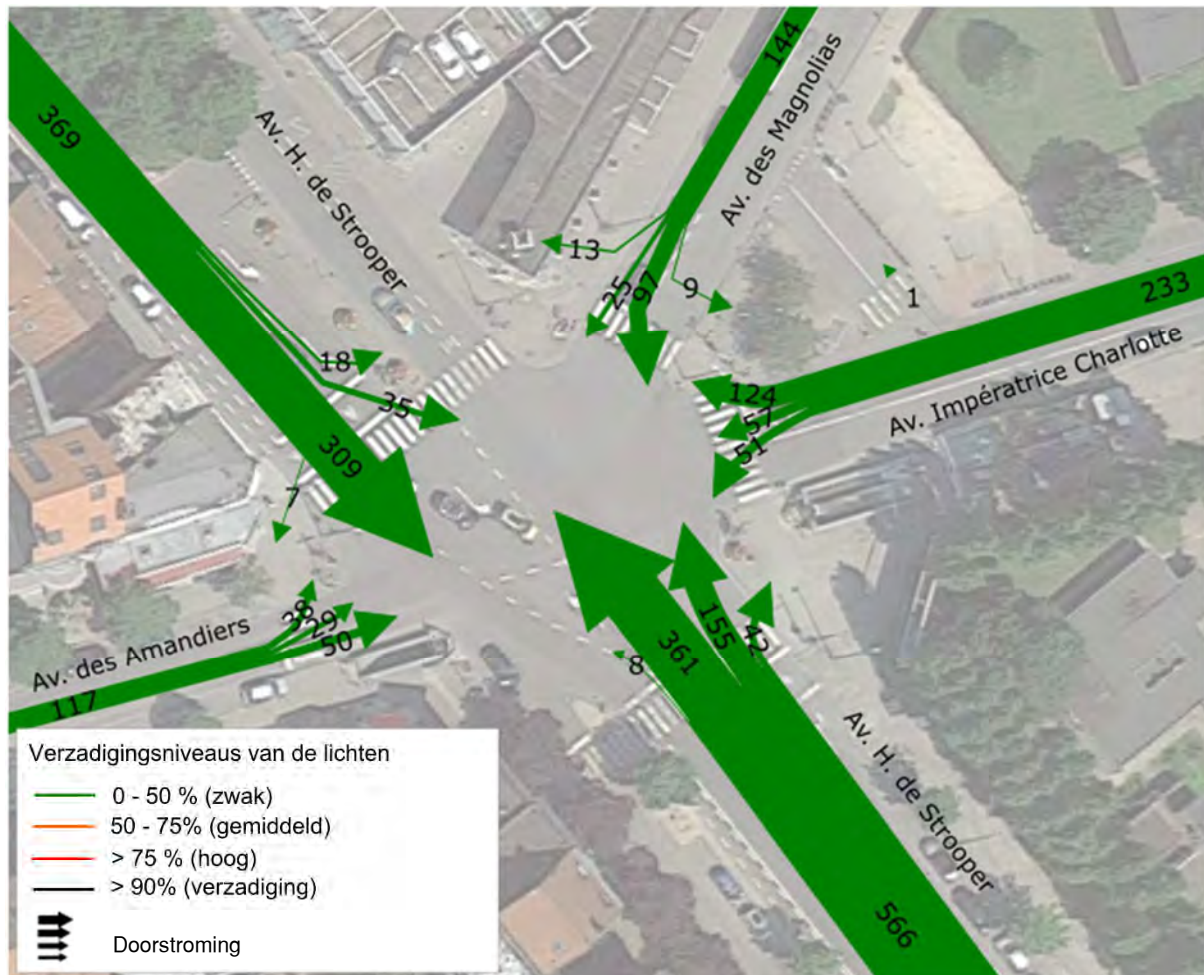 369
144
Av. H. de Strooper
Av. des Magnolias
13
25
97
9
1
233
Av. Impératrice Charlotte
18
35
124
57
51
309
7
38
29
50
Av. des Amandiers
117
8
361
155
42
Av. H. de Strooper
566
Verzadigingsniveaus van de lichten
0 - 50 % (zwak)
50 - 75% (gemiddeld)
> 75 % (hoog)
> 90% (verzadiging)
Doorstroming